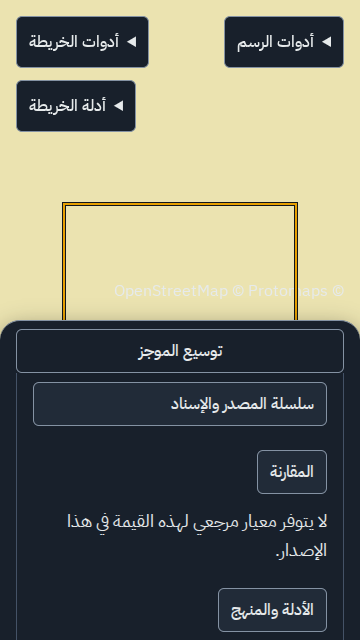 ◀ أدوات الرسم
◀ أدوات الخريطة
◀ أدلة الخريطة
© OpenStreetMap © Protomaps
توسيع الموجز
سلسلة المصدر والإسناد
المقارنة
لا يتوفر معيار مرجعي لهذه القيمة في هذا
الإصدار.
الأدلة والمنهج